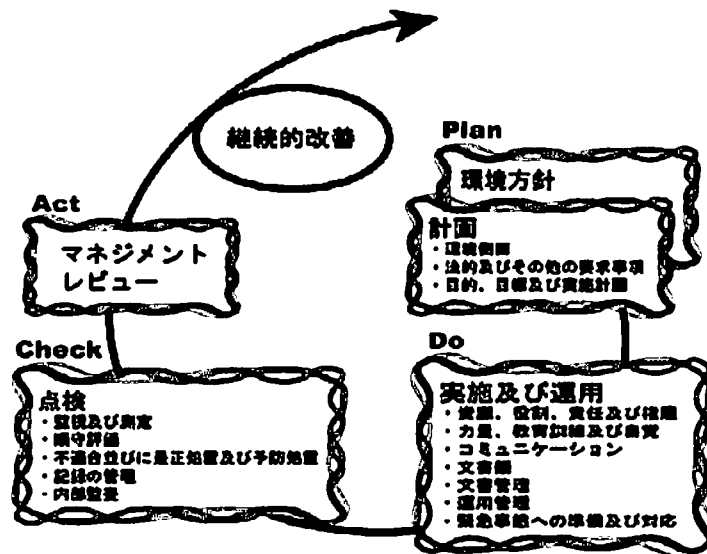 継続的改善
Plan
環境方針
計画
・環境側面
・法的及びその他の要求事項
・目的、目標及び実施計画
Act
マネジメント
レビュー
Check
点検
・監視及び測定
・順守評価
・不適合並びに是正処置及び予防処置
・記録の管理
・内部監査
Do
実施及び運用
・資源、役割、責任及び権限
・力量、教育訓練及び自覚
・コミュニケーション
・文書類
・文書管理
・運用管理
・緊急事態への準備及び対応